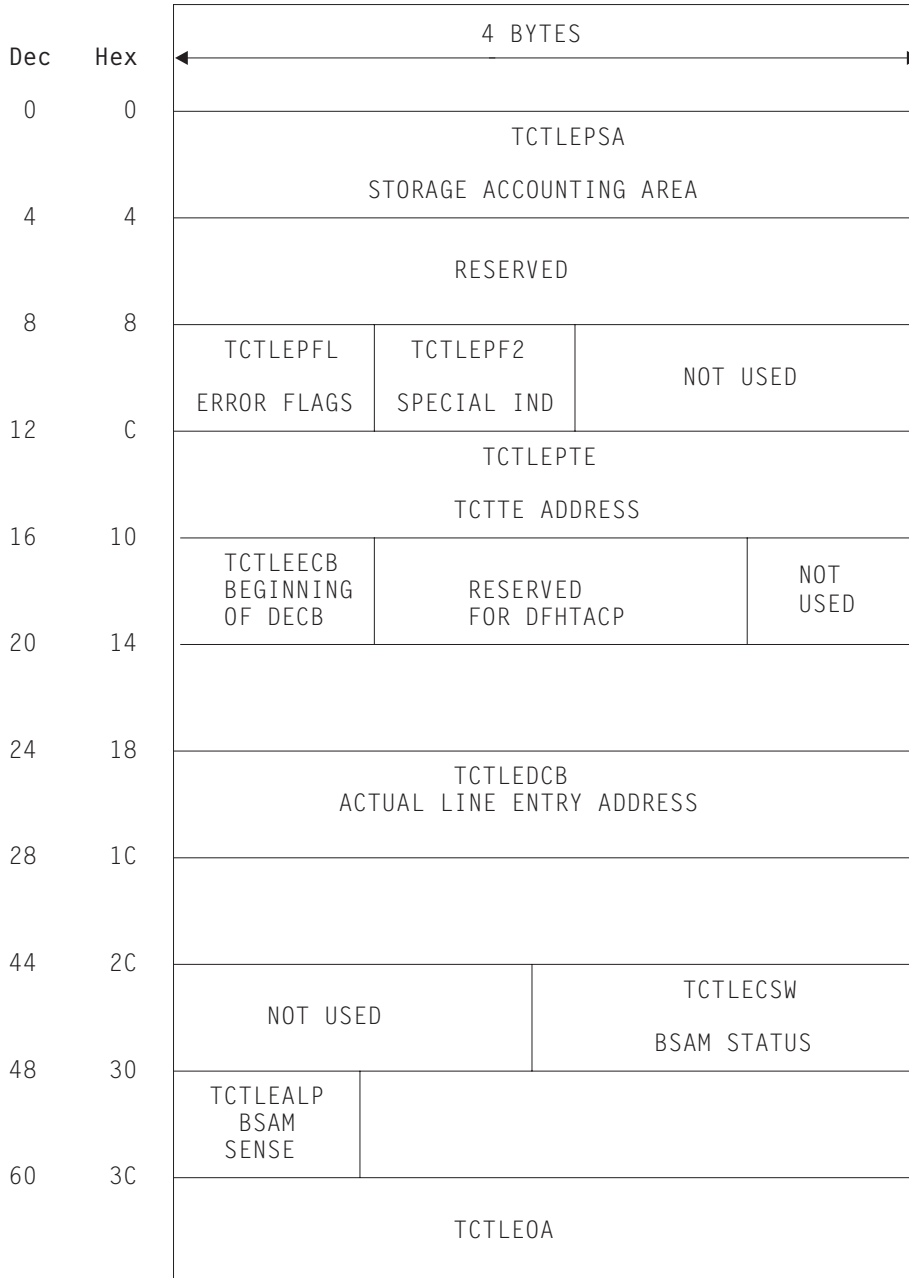 4 BYTES
Dec Hex
0 0
TCTLEPSA
STORAGE ACCOUNTING AREA
4 4
RESERVED
8 8
TCTLEPFL TCTLEPF2
NOT USED
ERROR FLAGS SPECIAL IND
12 C
TCTLEPTE
TCTTE ADDRESS
16 10
TCTLEECB
BEGINNING
OF DECB
RESERVED
FOR DFHTACP
NOT
USED
20 14
24 18
TCTLEDCB
ACTUAL LINE ENTRY ADDRESS
28 1C
44 2C
NOT USED
TCTLECSW
BSAM STATUS
48 30
TCTLEALP
BSAM
SENSE
60 3C
TCTLEOA